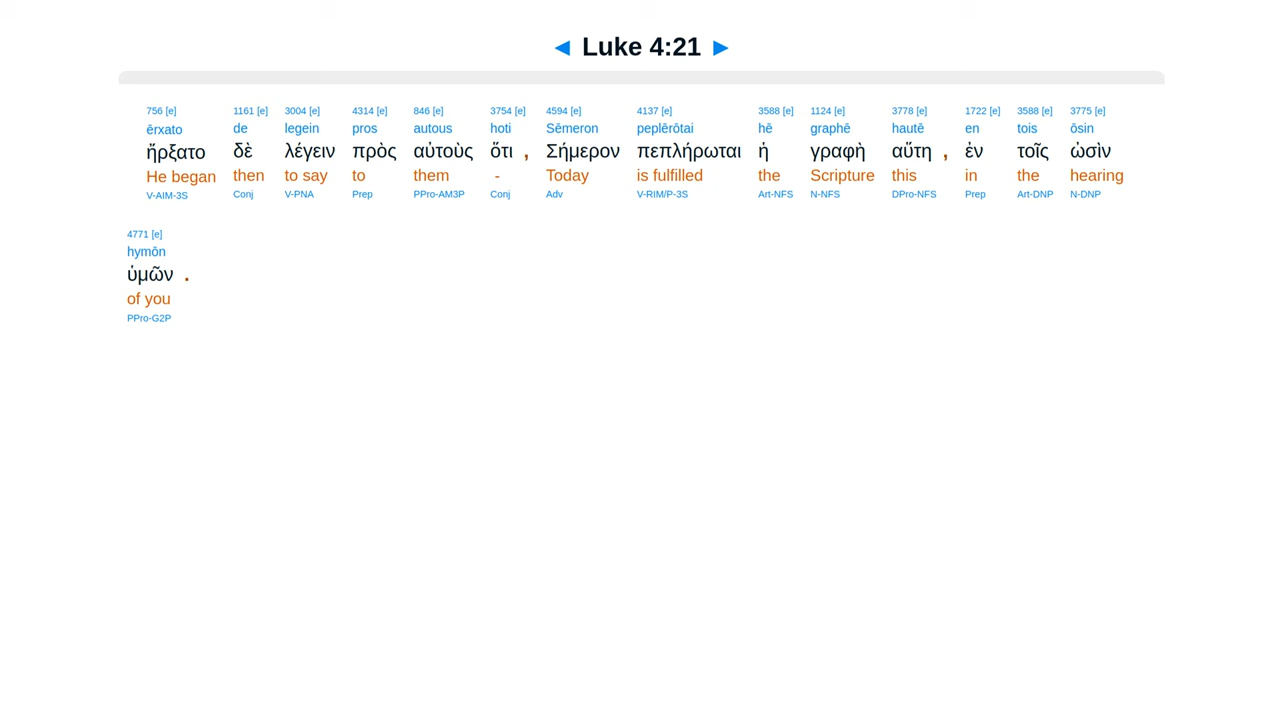 ◄ Luke 4:21 ►
756 [e] 1161 [e] 3004 [e] 4314 [e] 846 [e] 3754 [e] 4594 [e] 4137 [e] 3588 [e] 1124 [e] 3778 [e] 1722 [e] 3588 [e] 3775 [e]
ērxato de legein pros autous hoti Sēmeron peplērōtai hē graphē hautē en tois ōsin
ἤρξατο δὲ λέγειν πρὸς αὐτοὺς ὅτι , Σήμερον πεπλήρωται ἡ γραφὴ αὕτη , ἐν τοῖς ὠσὶν
He began then to say to them - Today is fulfilled the Scripture this in the hearing
V-AIM-3S Conj V-PNA Prep PPro-AM3P Conj Adv V-RIM/P-3S Art-NFS N-NFS DPro-NFS Prep Art-DNP N-DNP
4771 [e]
hymōn
ὑμῶν .
of you
PPro-G2P